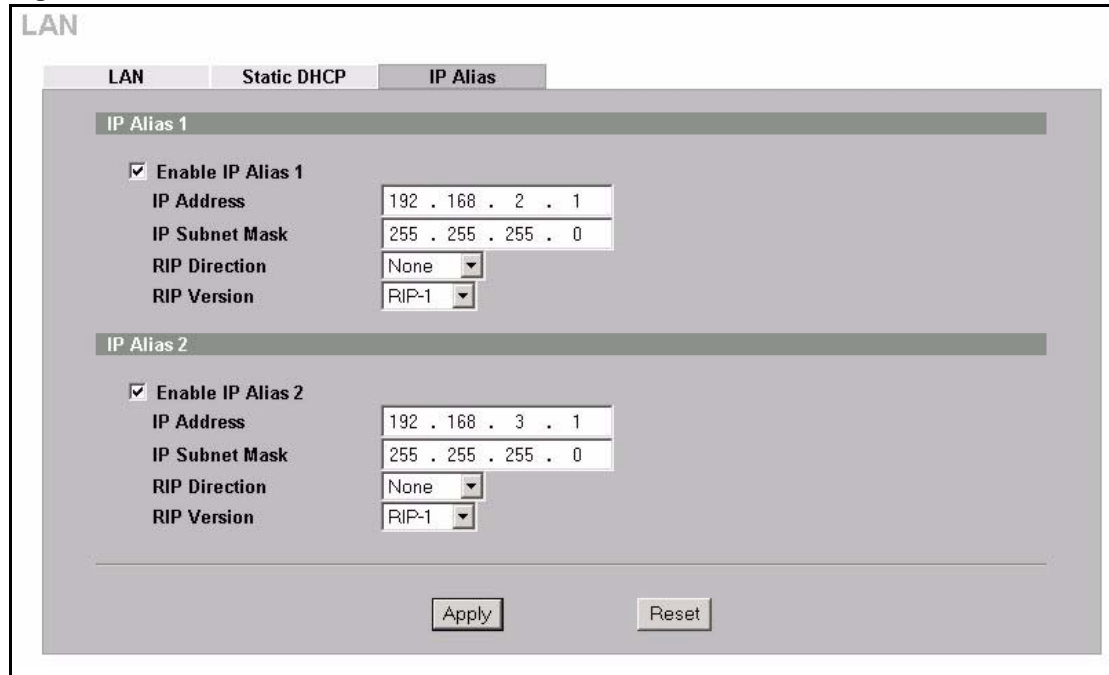 LAN
LAN Static DHCP IP Alias
IP Alias 1
Enable IP Alias 1
IP Address 192 . 168 . 2 . 1
IP Subnet Mask 255 . 255 . 255 . 0
RIP Direction None
RIP Version RIP-1
IP Alias 2
Enable IP Alias 2
IP Address 192 . 168 . 3 . 1
IP Subnet Mask 255 . 255 . 255 . 0
RIP Direction None
RIP Version RIP-1
Apply Reset